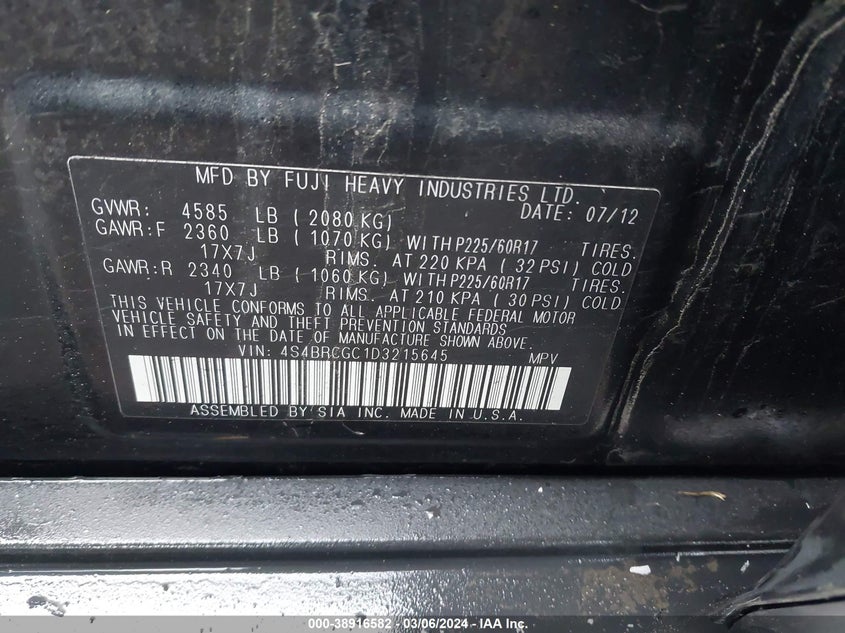 MFD BY FUJI HEAVY INDUSTRIES LTD.
DATE: 07/12
GVWR: 4585 LB ( 2080 KG)
GAWR:F 2360 LB ( 1070 KG) WITH P225/60R17 TIRES.
17X7J RIMS. AT 220 KPA ( 32 PSI) COLD
GAWR:R 2340 LB ( 1060 KG) WITH P225/60R17 TIRES.
17X7J RIMS. AT 210 KPA ( 30 PSI) COLD
THIS VEHICLE CONFORMS TO ALL APPLICABLE FEDERAL MOTOR
VEHICLE SAFETY AND THEFT PREVENTION STANDARDS
IN EFFECT ON THE DATE OF MANUFACTURE SHOWN ABOVE.
VIN: 4S4BRCGC1D3215645 MPV
ASSEMBLED BY SIA INC. MADE IN U.S.A.
000-38916582 - 03/06/2024 - IAA Inc.